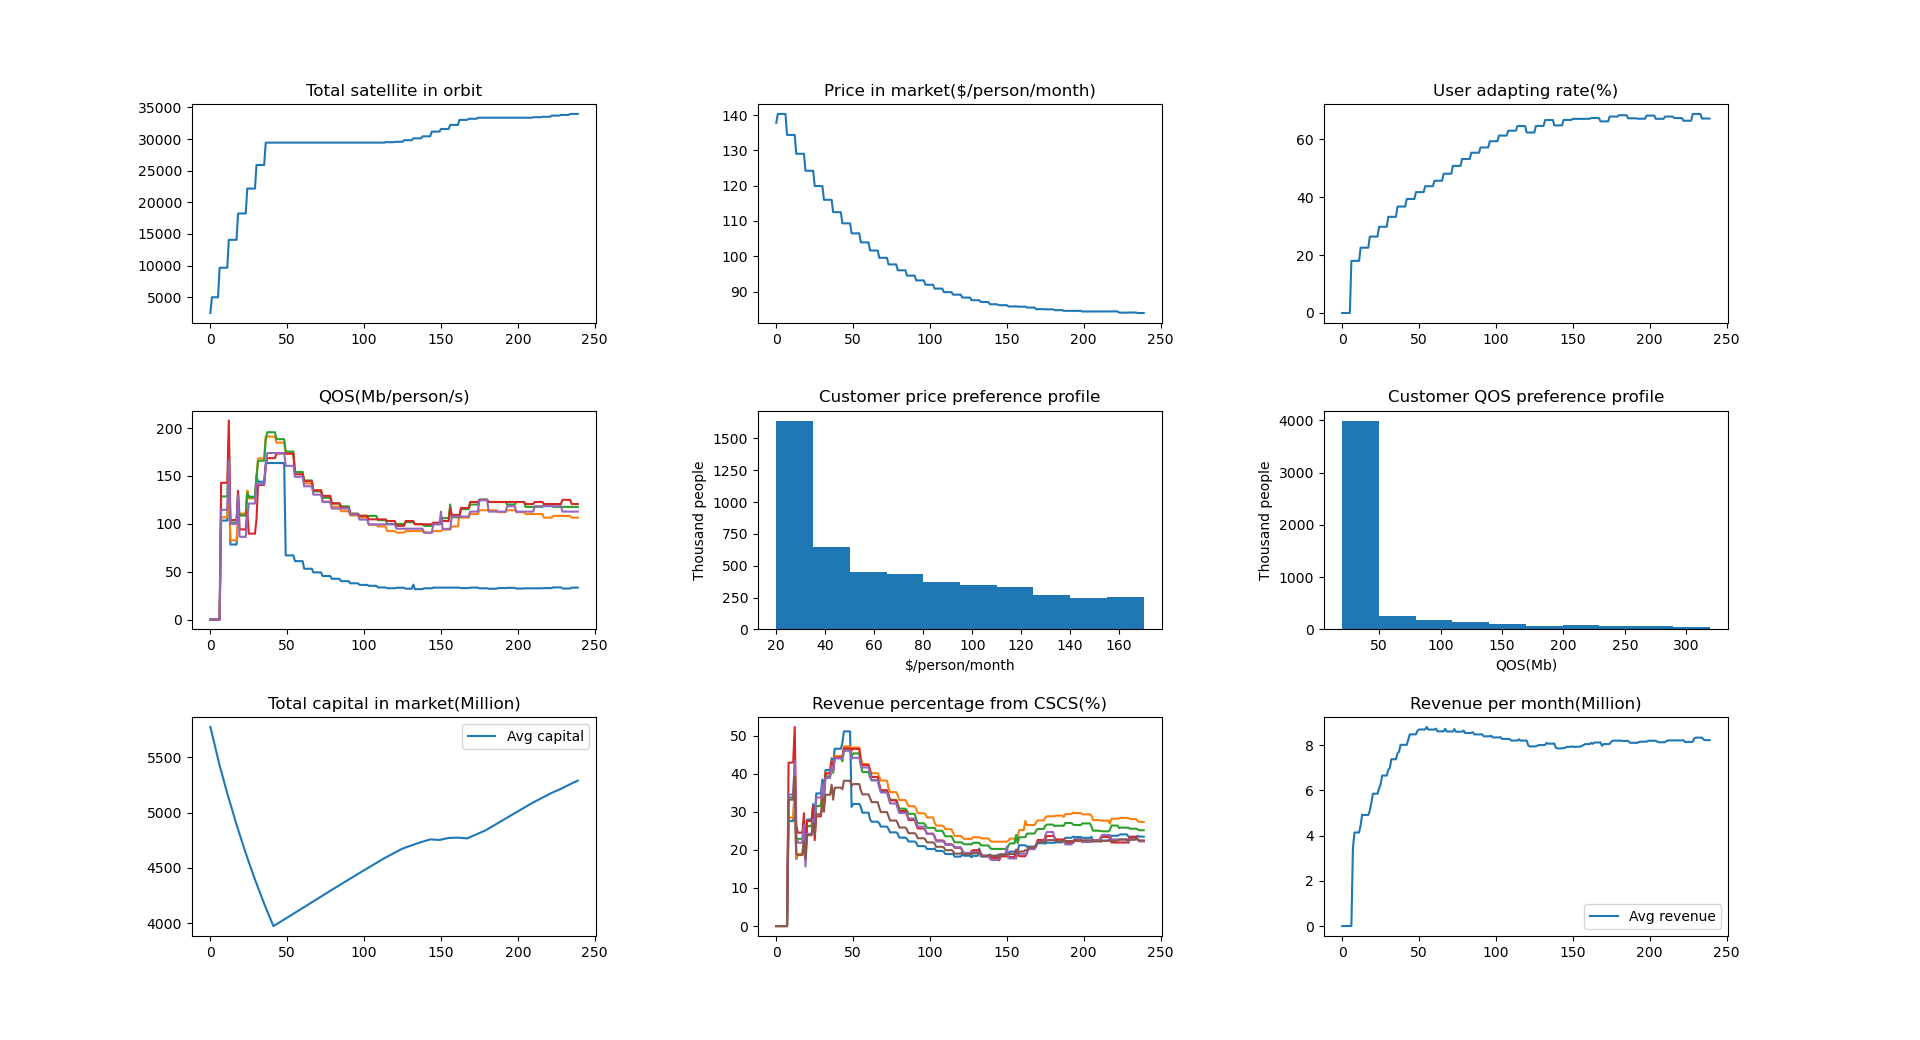 Total satellite in orbit
35000
30000
25000
20000
15000
10000
5000
0 50 100 150 200 250
Price in market($/person/month)
140
130
120
110
100
90
0 50 100 150 200 250
User adapting rate(%)
60
40
20
0
0 50 100 150 200 250
QOS(Mb/person/s)
200
150
100
50
0
0 50 100 150 200 250
Customer price preference profile
Thousand people
1500
1250
1000
750
500
250
0
20 40 60 80 100 120 140 160
$/person/month
Customer QOS preference profile
Thousand people
4000
3000
2000
1000
0
50 100 150 200 250 300
QOS(Mb)
Total capital in market(Million)
Avg capital
5500
5000
4500
4000
0 50 100 150 200 250
Revenue percentage from CSCS(%)
50
40
30
20
10
0
0 50 100 150 200 250
Revenue per month(Million)
8
6
4
2
0
Avg revenue
0 50 100 150 200 250